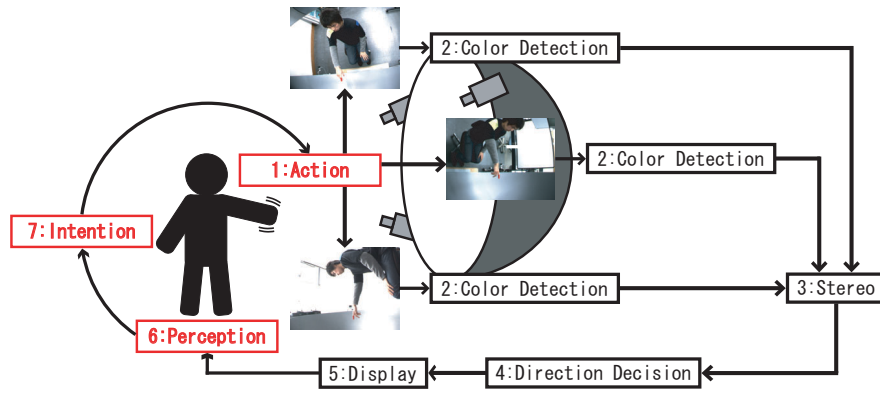 2:Color Detection
1:Action
2:Color Detection
7:Intention
2:Color Detection
3:Stereo
6:Perception
5:Display
4:Direction Decision